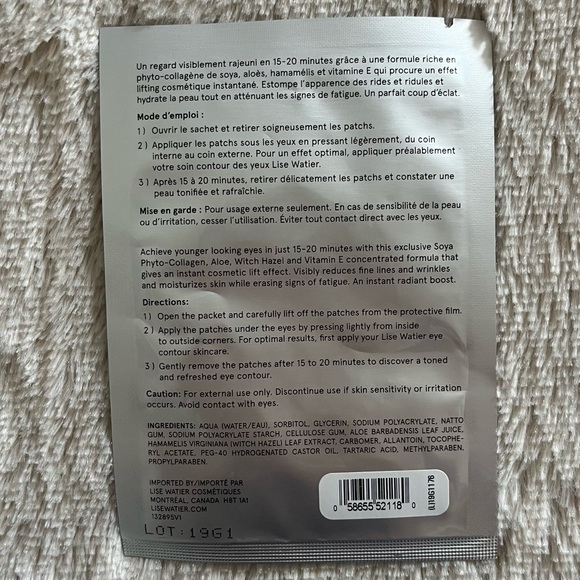 Un regard visiblement rajeuni en 15-20 minutes grâce à une formule riche en
phyto-collagène de soya, aloès, hamamélis et vitamine E qui procure un effet
lifting cosmétique instantané. Estompe l'apparence des rides et ridules et
hydrate la peau tout en atténuant les signes de fatigue. Un parfait coup d'éclat.
Mode d'emploi :
1 ) Ouvrir le sachet et retirer soigneusement les patchs.
2 ) Appliquer les patchs sous les yeux en pressant légèrement, du coin
interne au coin externe. Pour un effet optimal, appliquer préalablement
votre soin contour des yeux Lise Watier.
3 ) Après 15 à 20 minutes, retirer délicatement les patchs et constater une
peau tonifiée et rafraîchie.
Mise en garde : Pour usage externe seulement. En cas de sensibilité de la peau
ou d'irritation, cesser l'utilisation. Éviter tout contact direct avec les yeux.
Achieve younger looking eyes in just 15-20 minutes with this exclusive Soya
Phyto-Collagen, Aloe, Witch Hazel and Vitamin E concentrated formula that
gives an instant cosmetic lift effect. Visibly reduces fine lines and wrinkles
and moisturizes skin while erasing signs of fatigue. An instant radiant boost.
Directions:
1 ) Open the packet and carefully lift off the patches from the protective film.
2 ) Apply the patches under the eyes by pressing lightly from inside
to outside corners. For optimal results, first apply your Lise Watier eye
contour skincare.
3 ) Gently remove the patches after 15 to 20 minutes to discover a toned
and refreshed eye contour.
Caution: For external use only. Discontinue use if skin sensitivity or irritation
occurs. Avoid contact with eyes.
INGREDIENTS: AQUA (WATER/EAU), SORBITOL, GLYCERIN, SODIUM POLYACRYLATE, NATTO
GUM, SODIUM POLYACRYLATE STARCH, CELLULOSE GUM, ALOE BARBADENSIS LEAF JUICE,
HAMAMELIS VIRGINIANA (WITCH HAZEL) LEAF EXTRACT, CARBOMER, ALLANTOIN, TOCOPHE-
RYL ACETATE, PEG-40 HYDROGENATED CASTOR OIL, TARTARIC ACID, METHYLPARABEN,
PROPYLPARABEN.
IMPORTED BY/IMPORTÉ PAR
LISE WATIER COSMÉTIQUES
MONTRÉAL, CANADA H8T 1A1
LISEWATIER.COM
132895V1
LOT: 19G1
0 58655 52118 0
(L)19G1176